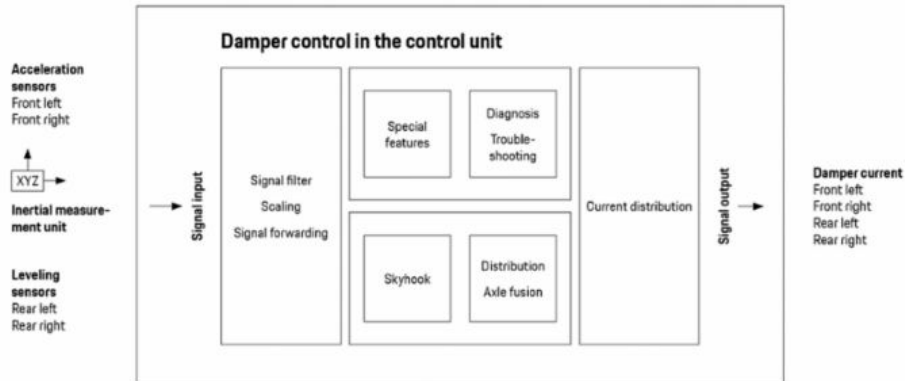 Damper control in the control unit
Acceleration
sensors
Front left
Front right
XYZ
Inertial measure-
ment unit
Leveling
sensors
Rear left
Rear right
Signal input
Signal filter
Scaling
Signal forwarding
Special
features
Diagnosis
Trouble-
shooting
Skyhook
Distribution
Axle fusion
Current distribution
Signal output
Damper current
Front left
Front right
Rear left
Rear right